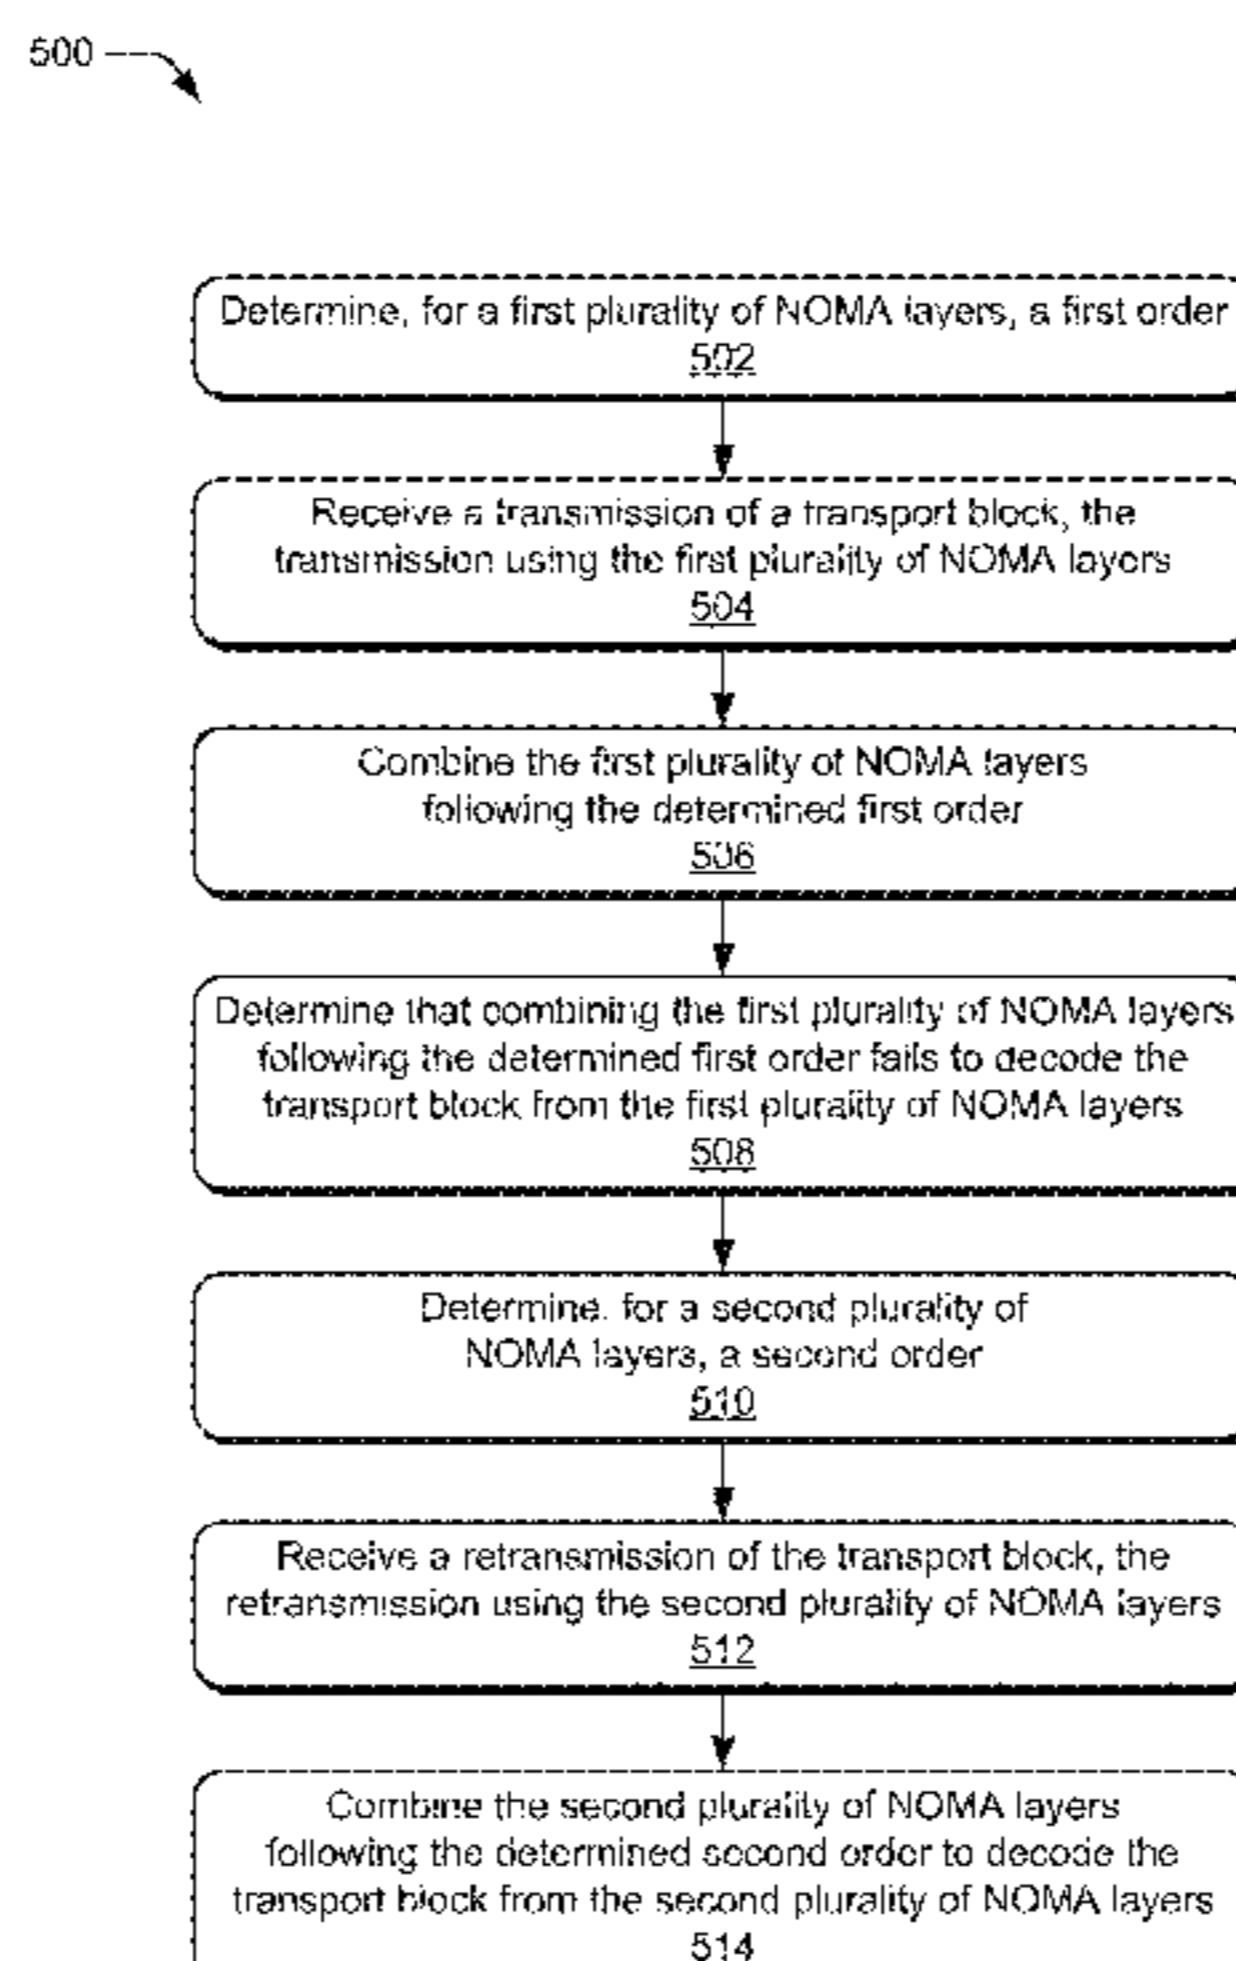 500
Determine, for a first plurality of NOMA layers, a first order
502
Receive a transmission of a transport block, the
transmission using the first plurality of NOMA layers
504
Combine the first plurality of NOMA layers
following the determined first order
506
Determine that combining the first plurality of NOMA layers
following the determined first order fails to decode the
transport block from the first plurality of NOMA layers
508
Determine, for a second plurality of
NOMA layers, a second order
510
Receive a retransmission of the transport block, the
retransmission using the second plurality of NOMA layers
512
Combine the second plurality of NOMA layers
following the determined second order to decode the
transport block from the second plurality of NOMA layers
514